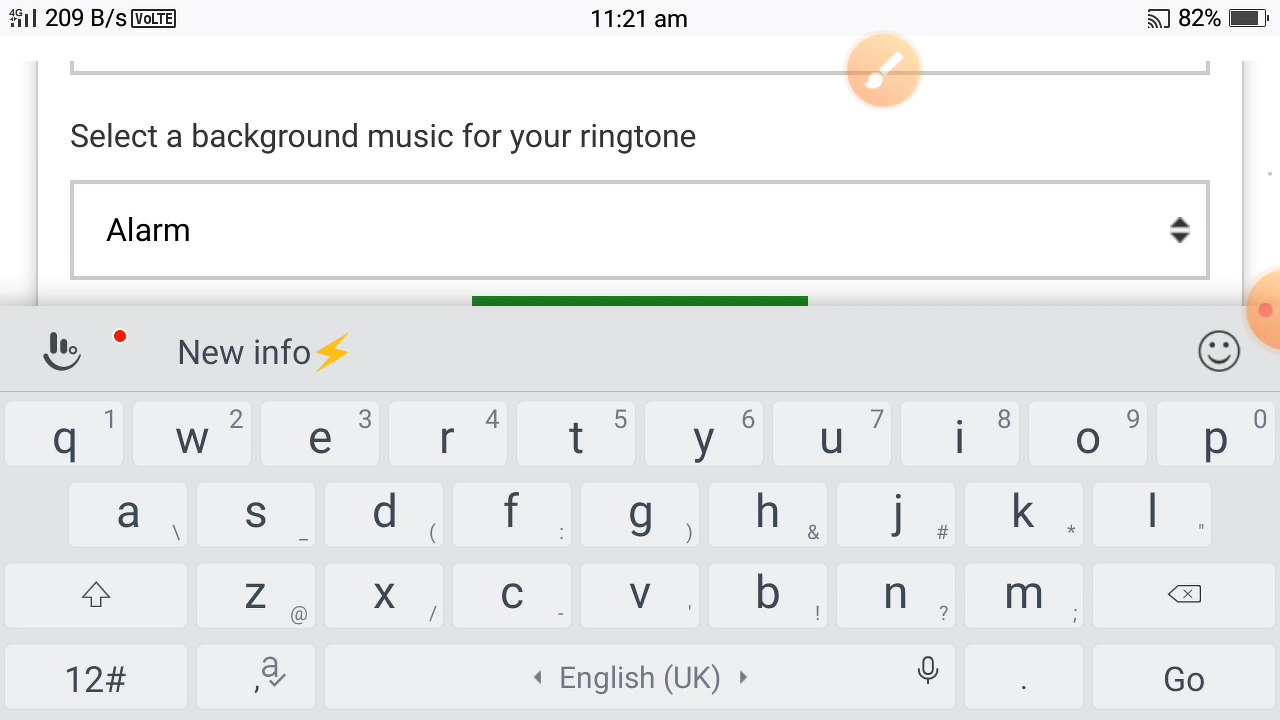 4G 209 B/s VoLTE 11:21 am 82%
Select a background music for your ringtone
Alarm
New info⚡
q 1 w 2 e 3 r 4 t 5 y 6 u 7 i 8 o 9 p 0
a \ s _ d ( f : g ) h & j # k * l "
z @ x / c - v ' b ! n ? m ;
12# , a English (UK) . Go